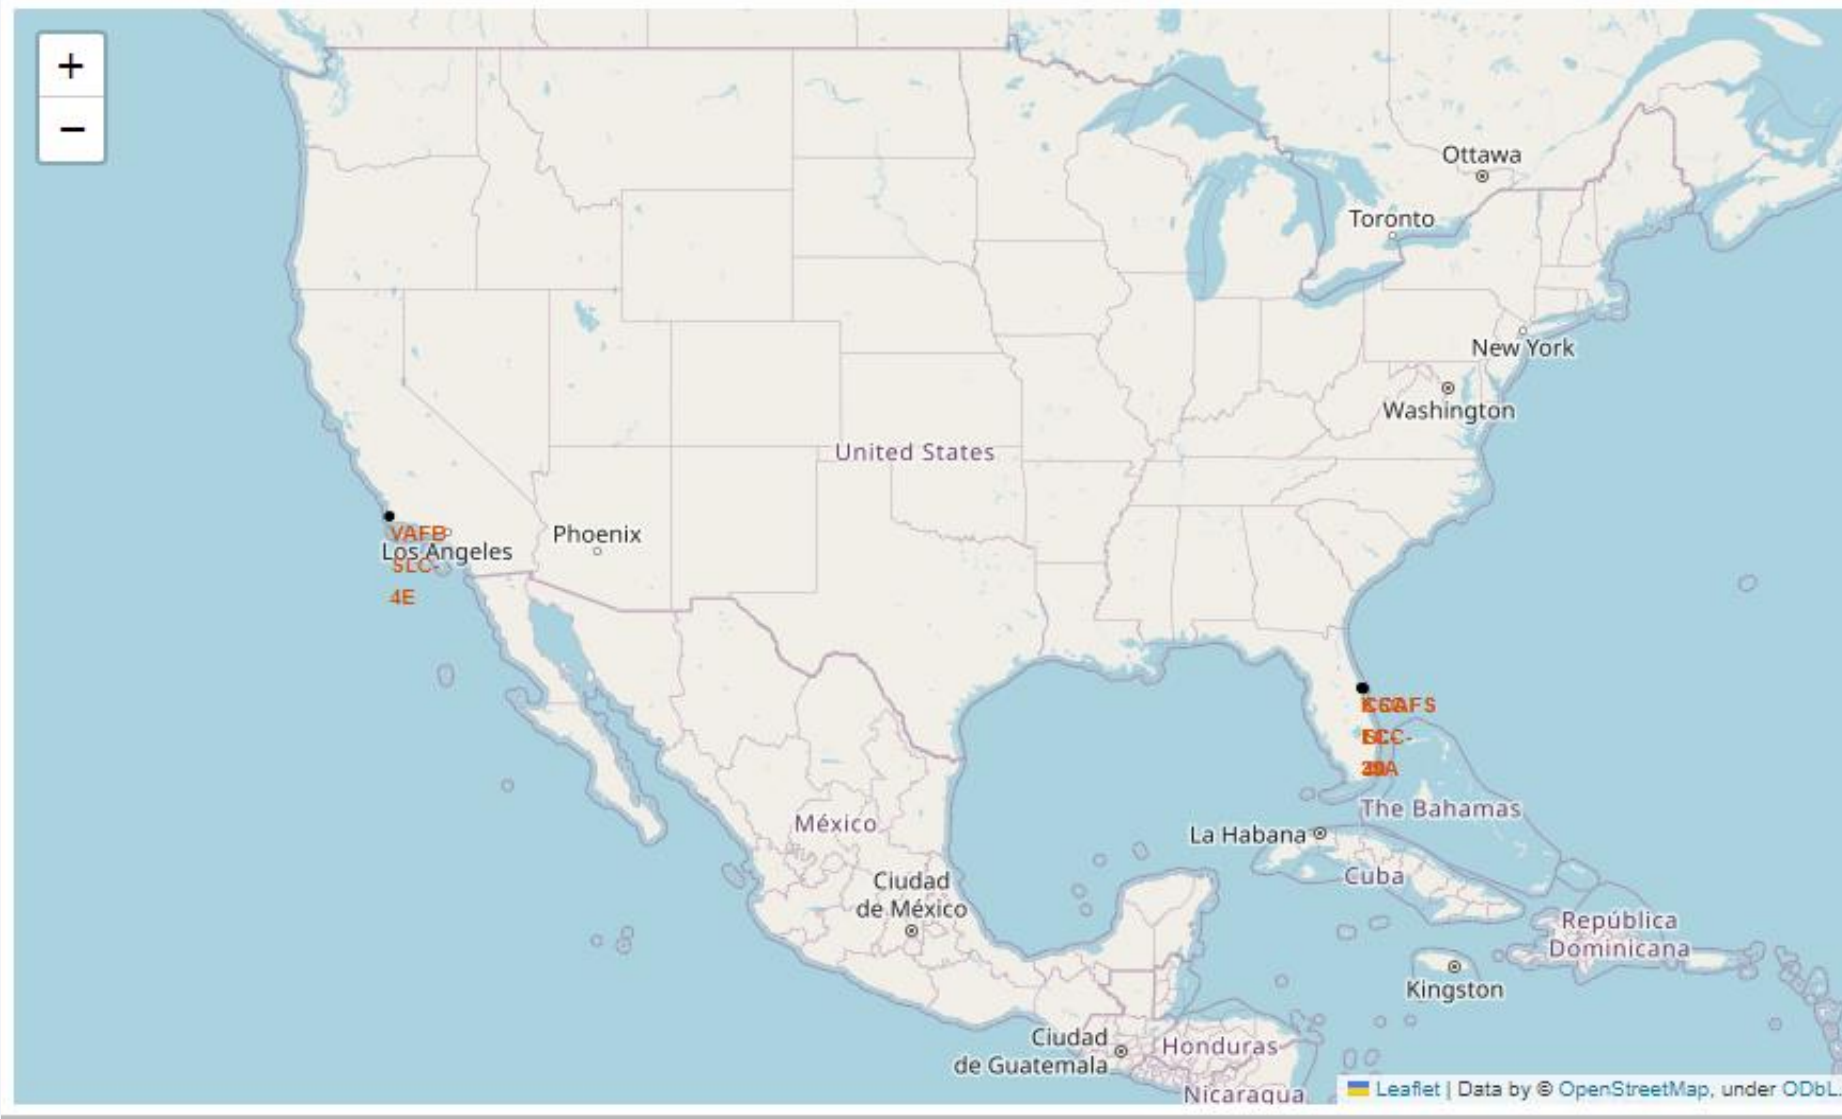 +
−
Ottawa
Toronto
New York
Washington
United States
VAFB
Los Angeles
SLC-
4E
Phoenix
CCAFS
The Bahamas
La Habana
México
Cuba
Ciudad
de México
República
Dominicana
Kingston
Ciudad
de Guatemala
Honduras
Nicaragua
Leaflet | Data by © OpenStreetMap, under ODbL.